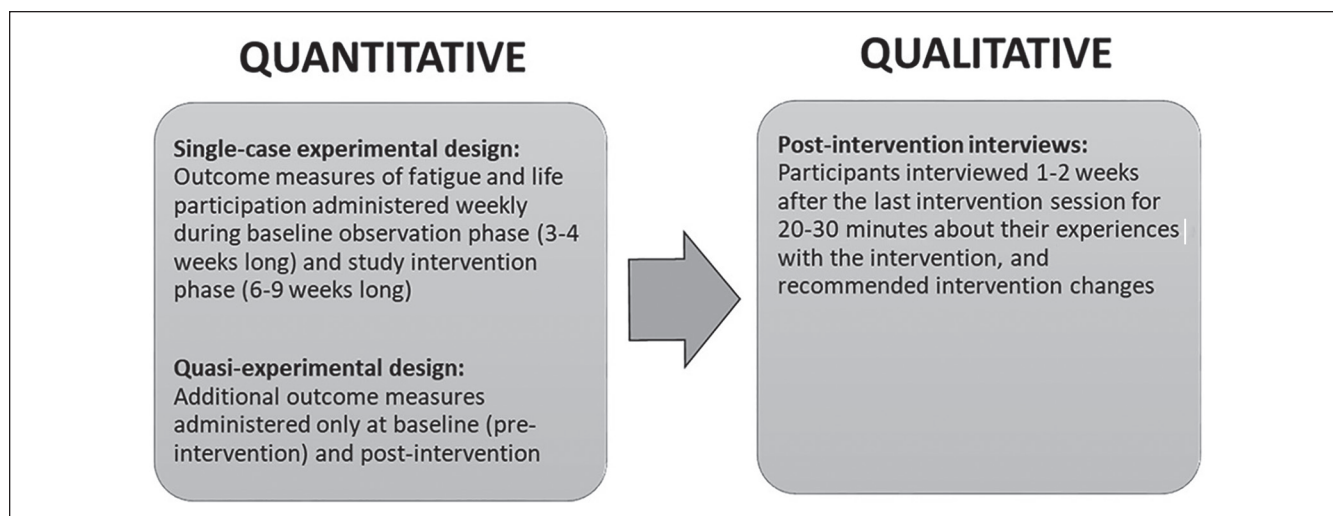 QUANTITATIVE
Single-case experimental design:
Outcome measures of fatigue and life
participation administered weekly
during baseline observation phase (3-4
weeks long) and study intervention
phase (6-9 weeks long)
Quasi-experimental design:
Additional outcome measures
administered only at baseline (pre-
intervention) and post-intervention
QUALITATIVE
Post-intervention interviews:
Participants interviewed 1-2 weeks
after the last intervention session for
20-30 minutes about their experiences
with the intervention, and
recommended intervention changes